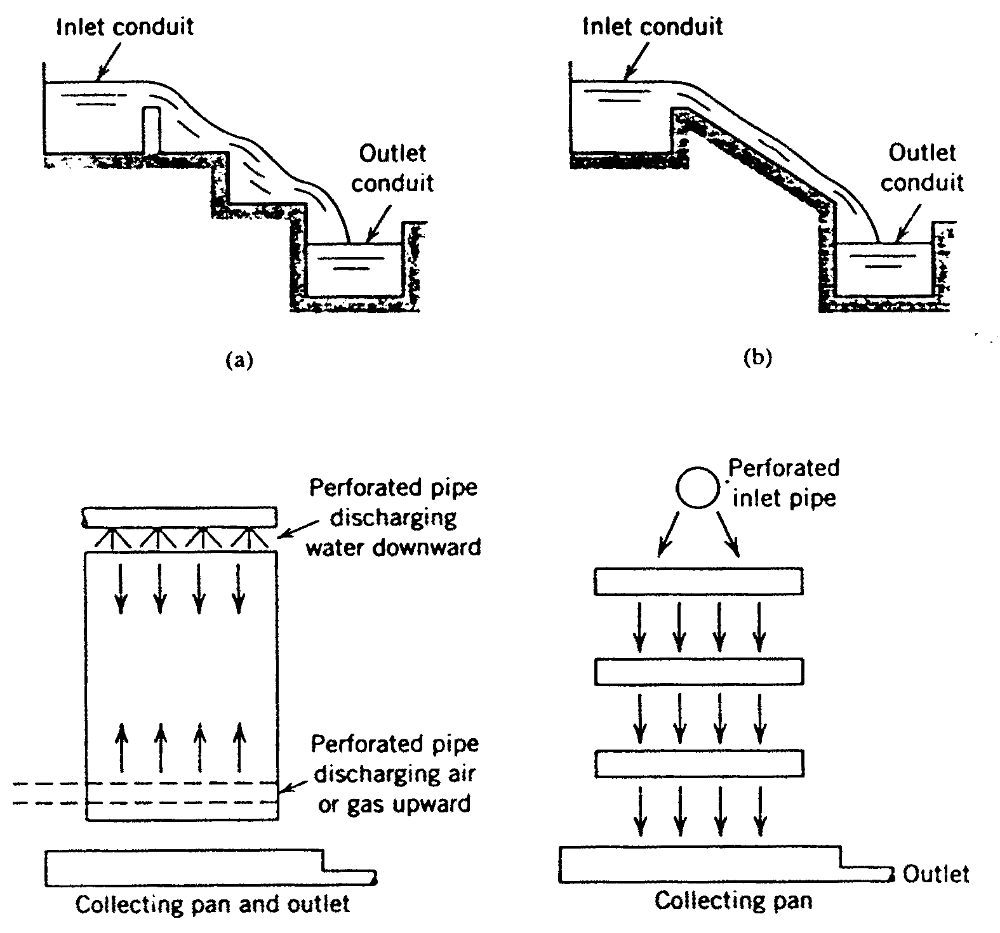 Inlet conduit
Outlet
conduit
(a)
Inlet conduit
Outlet
conduit
(b)
Perforated pipe
discharging
water downward
Perforated pipe
discharging air
or gas upward
Collecting pan and outlet
Perforated
inlet pipe
Outlet
Collecting pan